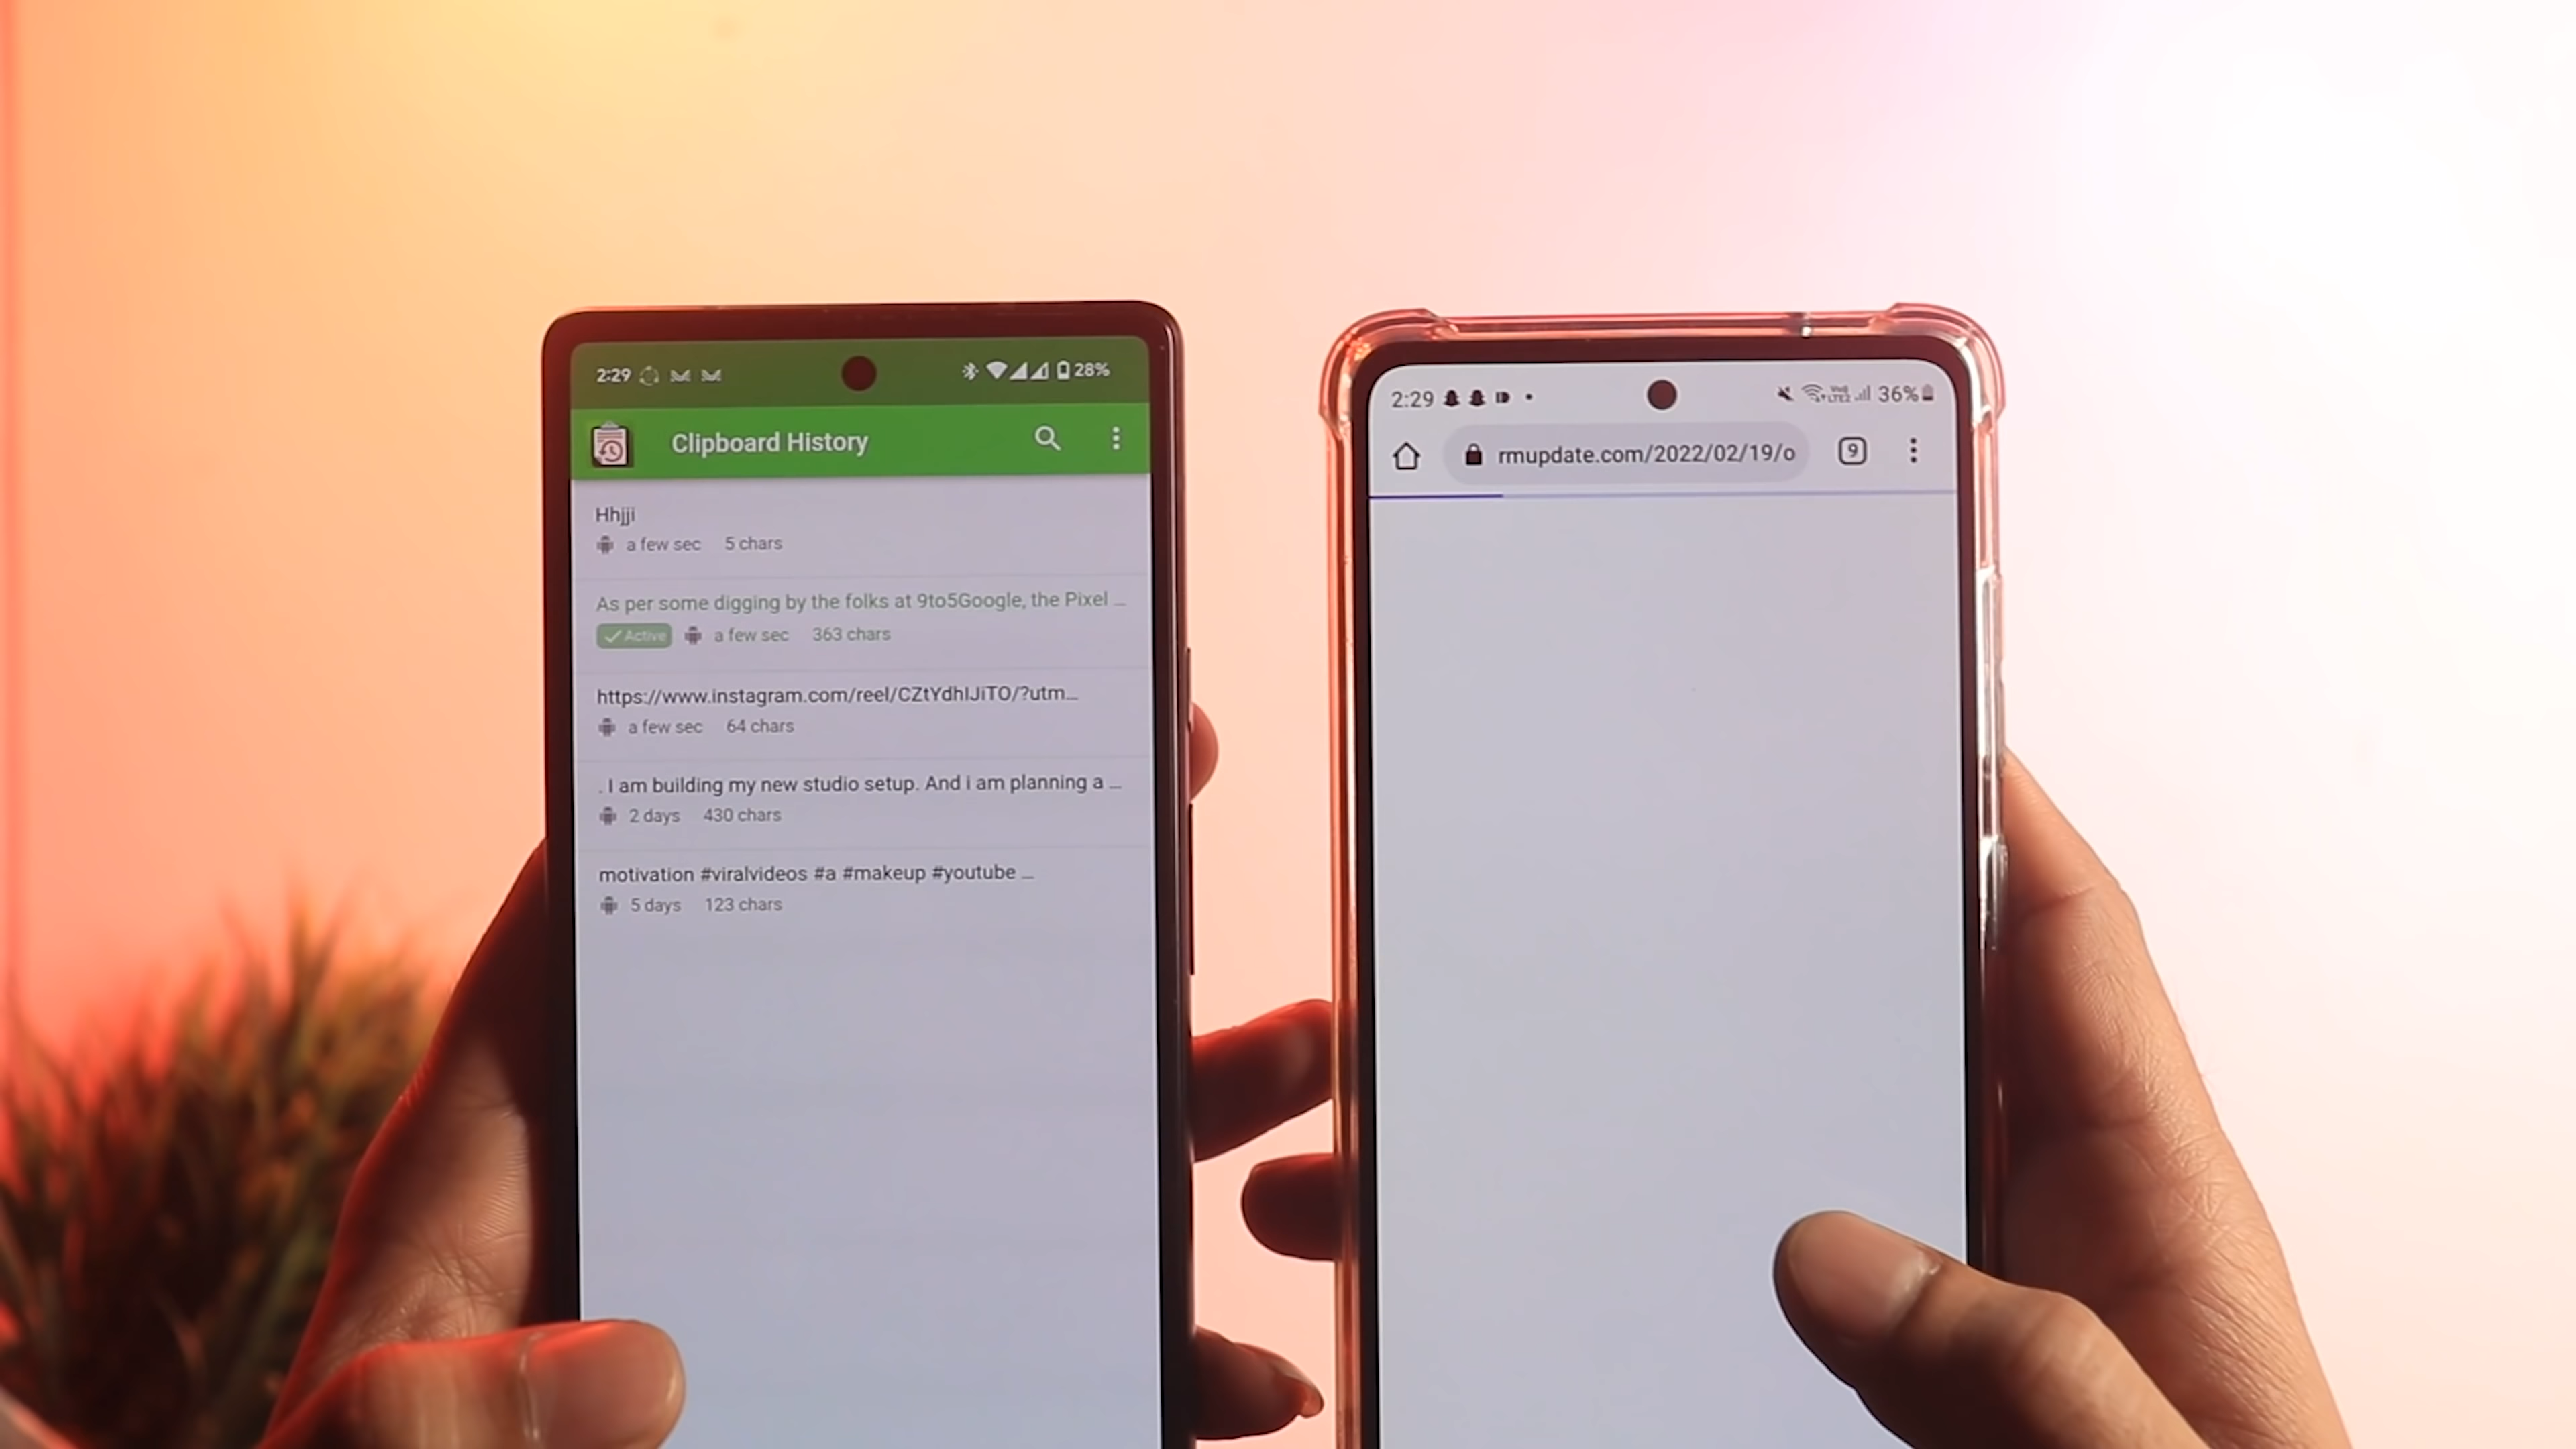 2:29
28%
Clipboard History
Hhjji
a few sec 5 chars
As per some digging by the folks at 9to5Google, the Pixel ...
Active a few sec 363 chars
https://www.instagram.com/reel/CZtYdhIJiTO/?utm...
a few sec 64 chars
. I am building my new studio setup. And i am planning a ...
2 days 430 chars
motivation #viralvideos #a #makeup #youtube ...
5 days 123 chars
2:29
36%
rmupdate.com/2022/02/19/o
9